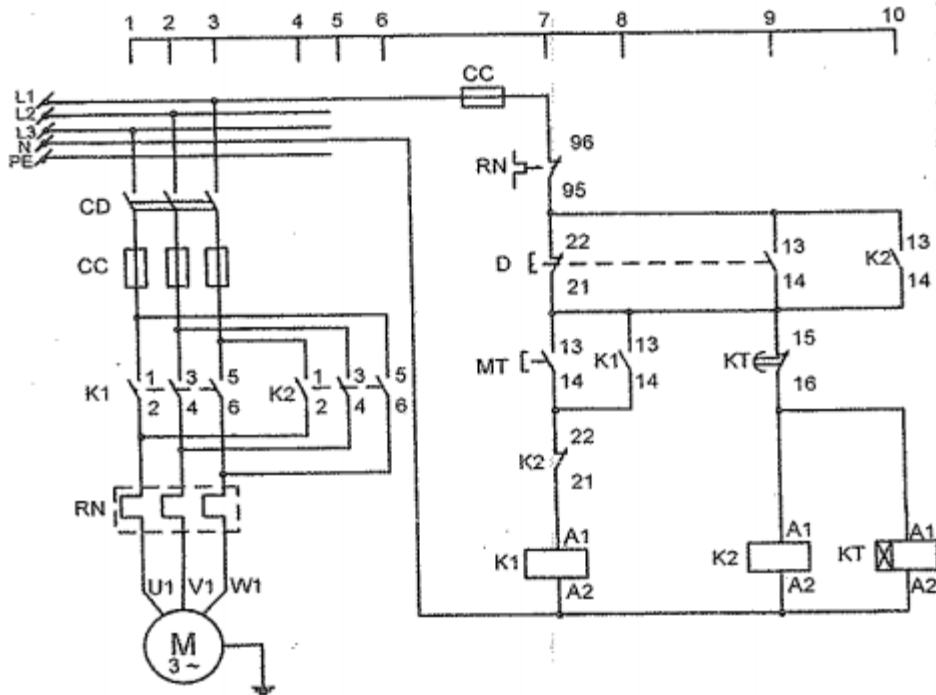 1 2 3 4 5 6 7 8 9 10
CC
L1
L2
L3
N
PE
96
RN
95
CD
22 13 13
D K2
21 14 14
CC
13 13 15
MT K1 KT
14 14 16
1 3 5 1 3 5
K1 K2
2 4 6 2 4 6
22
K2
21
RN
A1 A1 A1
K1 K2 KT
A2 A2 A2
U1 V1 W1
M
3 ~